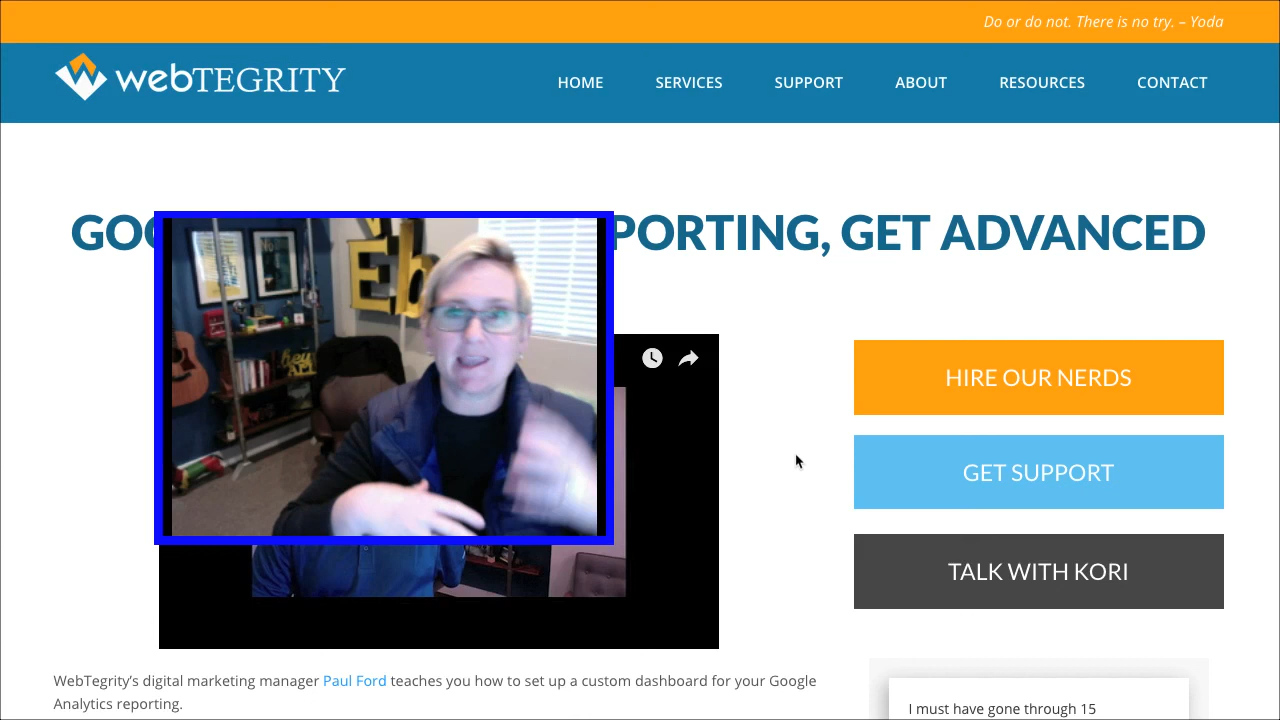 Do or do not. There is no try. – Yoda
webTEGRITY
HOME SERVICES SUPPORT ABOUT RESOURCES CONTACT
PORTING, GET ADVANCED
Eb
hey
HIRE OUR NERDS
GET SUPPORT
TALK WITH KORI
WebTegrity’s digital marketing manager Paul Ford teaches you how to set up a custom dashboard for your Google
Analytics reporting.
I must have gone through 15